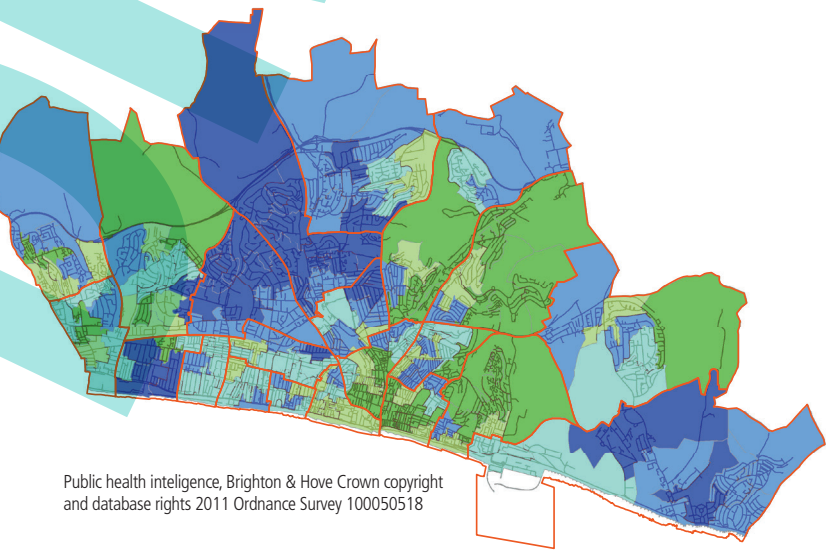 Public health inteligence, Brighton & Hove Crown copyright
and database rights 2011 Ordnance Survey 100050518